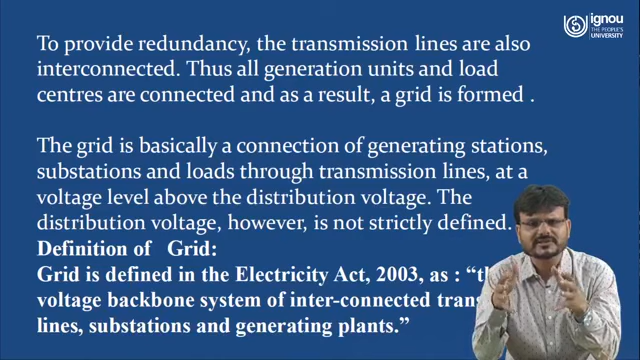 ignou
THE PEOPLE'S
UNIVERSITY
To provide redundancy, the transmission lines are also
interconnected. Thus all generation units and load
centres are connected and as a result, a grid is formed .
The grid is basically a connection of generating stations,
substations and loads through transmission lines, at a
voltage level above the distribution voltage. The
distribution voltage, however, is not strictly defined.
Definition of Grid:
Grid is defined in the Electricity Act, 2003, as : “
voltage backbone system of inter-connected
lines, substations and generating plants.”